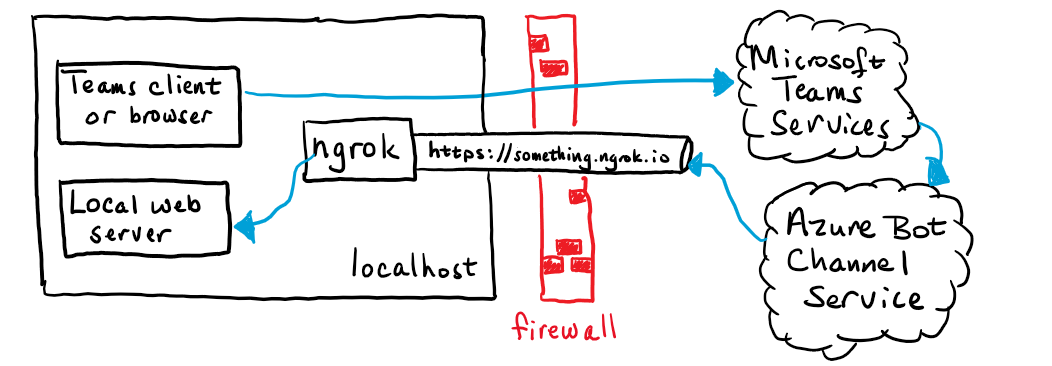 Teams client
or browser
ngrok
https://something.ngrok.io
Local web
server
localhost
firewall
Microsoft
Teams
Services
Azure Bot
Channel
Service